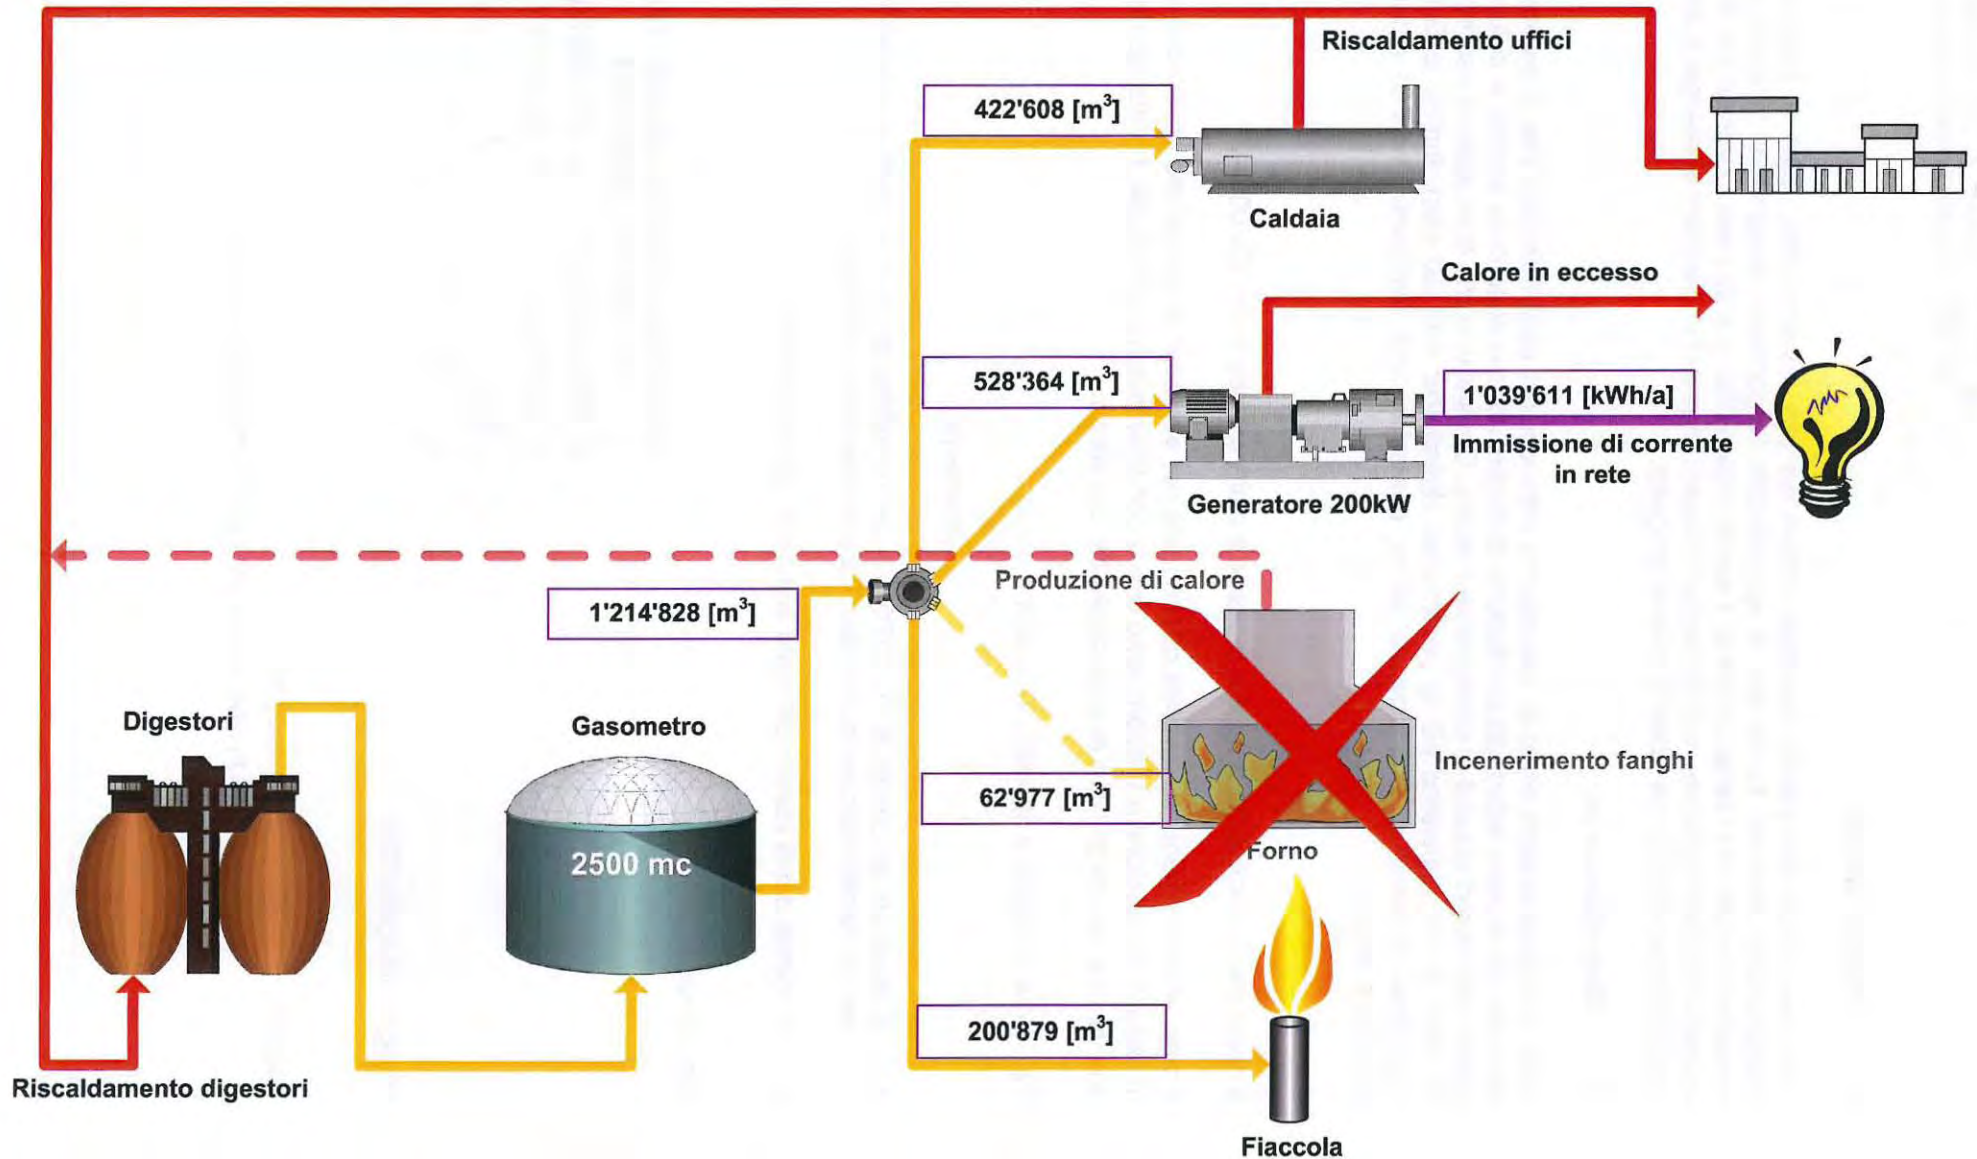 Riscaldamento uffici
422'608 [m³]
Caldaia
Calore in eccesso
528'364 [m³]
1'039'611 [kWh/a]
Immissione di corrente
in rete
Generatore 200kW
Produzione di calore
1'214'828 [m³]
Digestori
Gasometro
Incenerimento fanghi
62'977 [m³]
Forno
2500 mc
200'879 [m³]
Riscaldamento digestori
Fiaccola